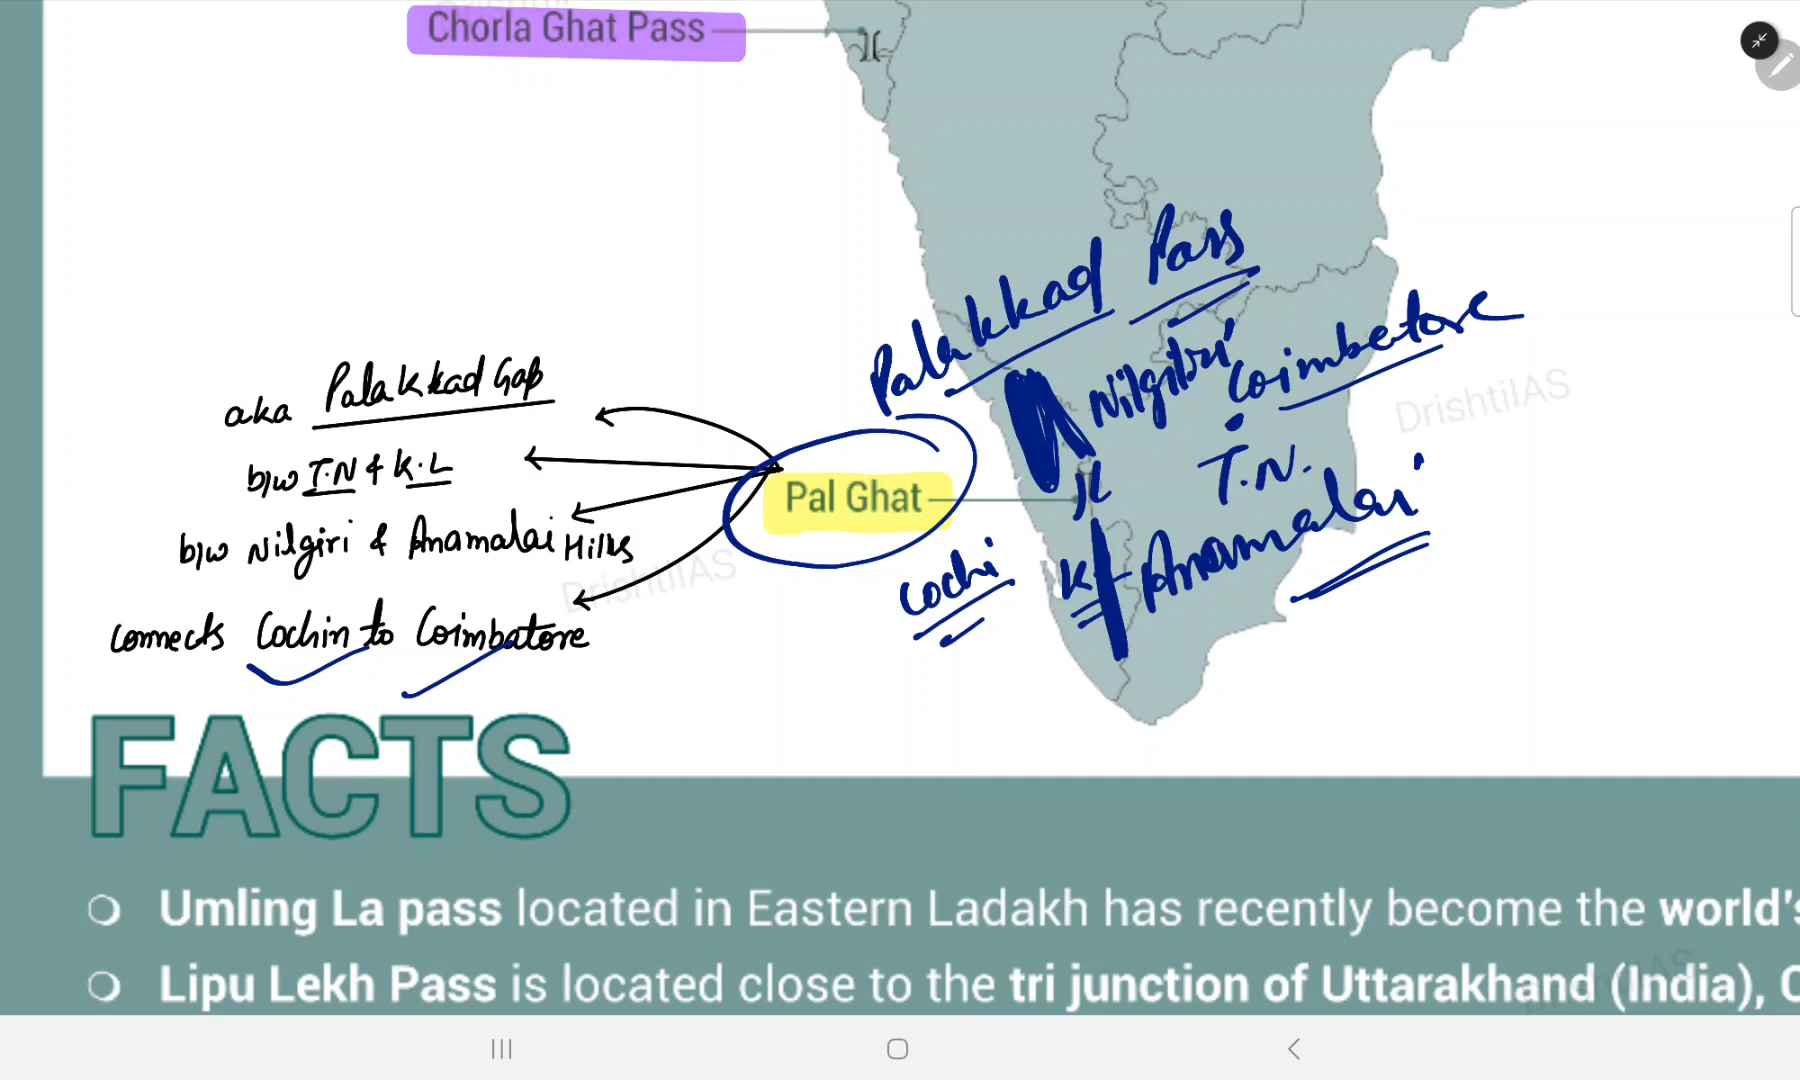 Chorla Ghat Pass
Palakkad Pass
Nilgiri
Coimbatore
T.N.
aka Palakkad Gap
b/w T.N & K.L
b/w Nilgiri & Anamalai Hills
connects Cochin to Coimbatore
Pal Ghat
Cochi
Anamalai
DrishtiIAS
DrishtiIAS
FACTS
Umling La pass located in Eastern Ladakh has recently become the world's
Lipu Lekh Pass is located close to the tri junction of Uttarakhand (India), C